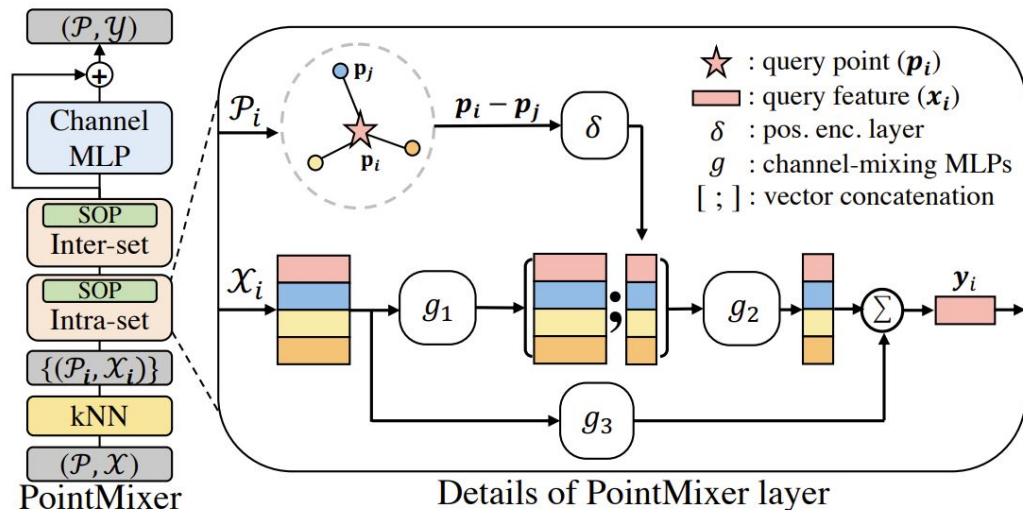 (𝒫, 𝒴)
+
Channel
MLP
SOP
Inter-set
SOP
Intra-set
{(𝒫ᵢ, 𝒳ᵢ)}
kNN
(𝒫, 𝒳)
PointMixer
𝒫ᵢ
pⱼ
pᵢ
pᵢ − pⱼ
δ
: query point (pᵢ)
: query feature (xᵢ)
δ : pos. enc. layer
g : channel-mixing MLPs
[ ; ] : vector concatenation
𝒳ᵢ
g₁
[ ; ]
g₂
∑
yᵢ
g₃
Details of PointMixer layer